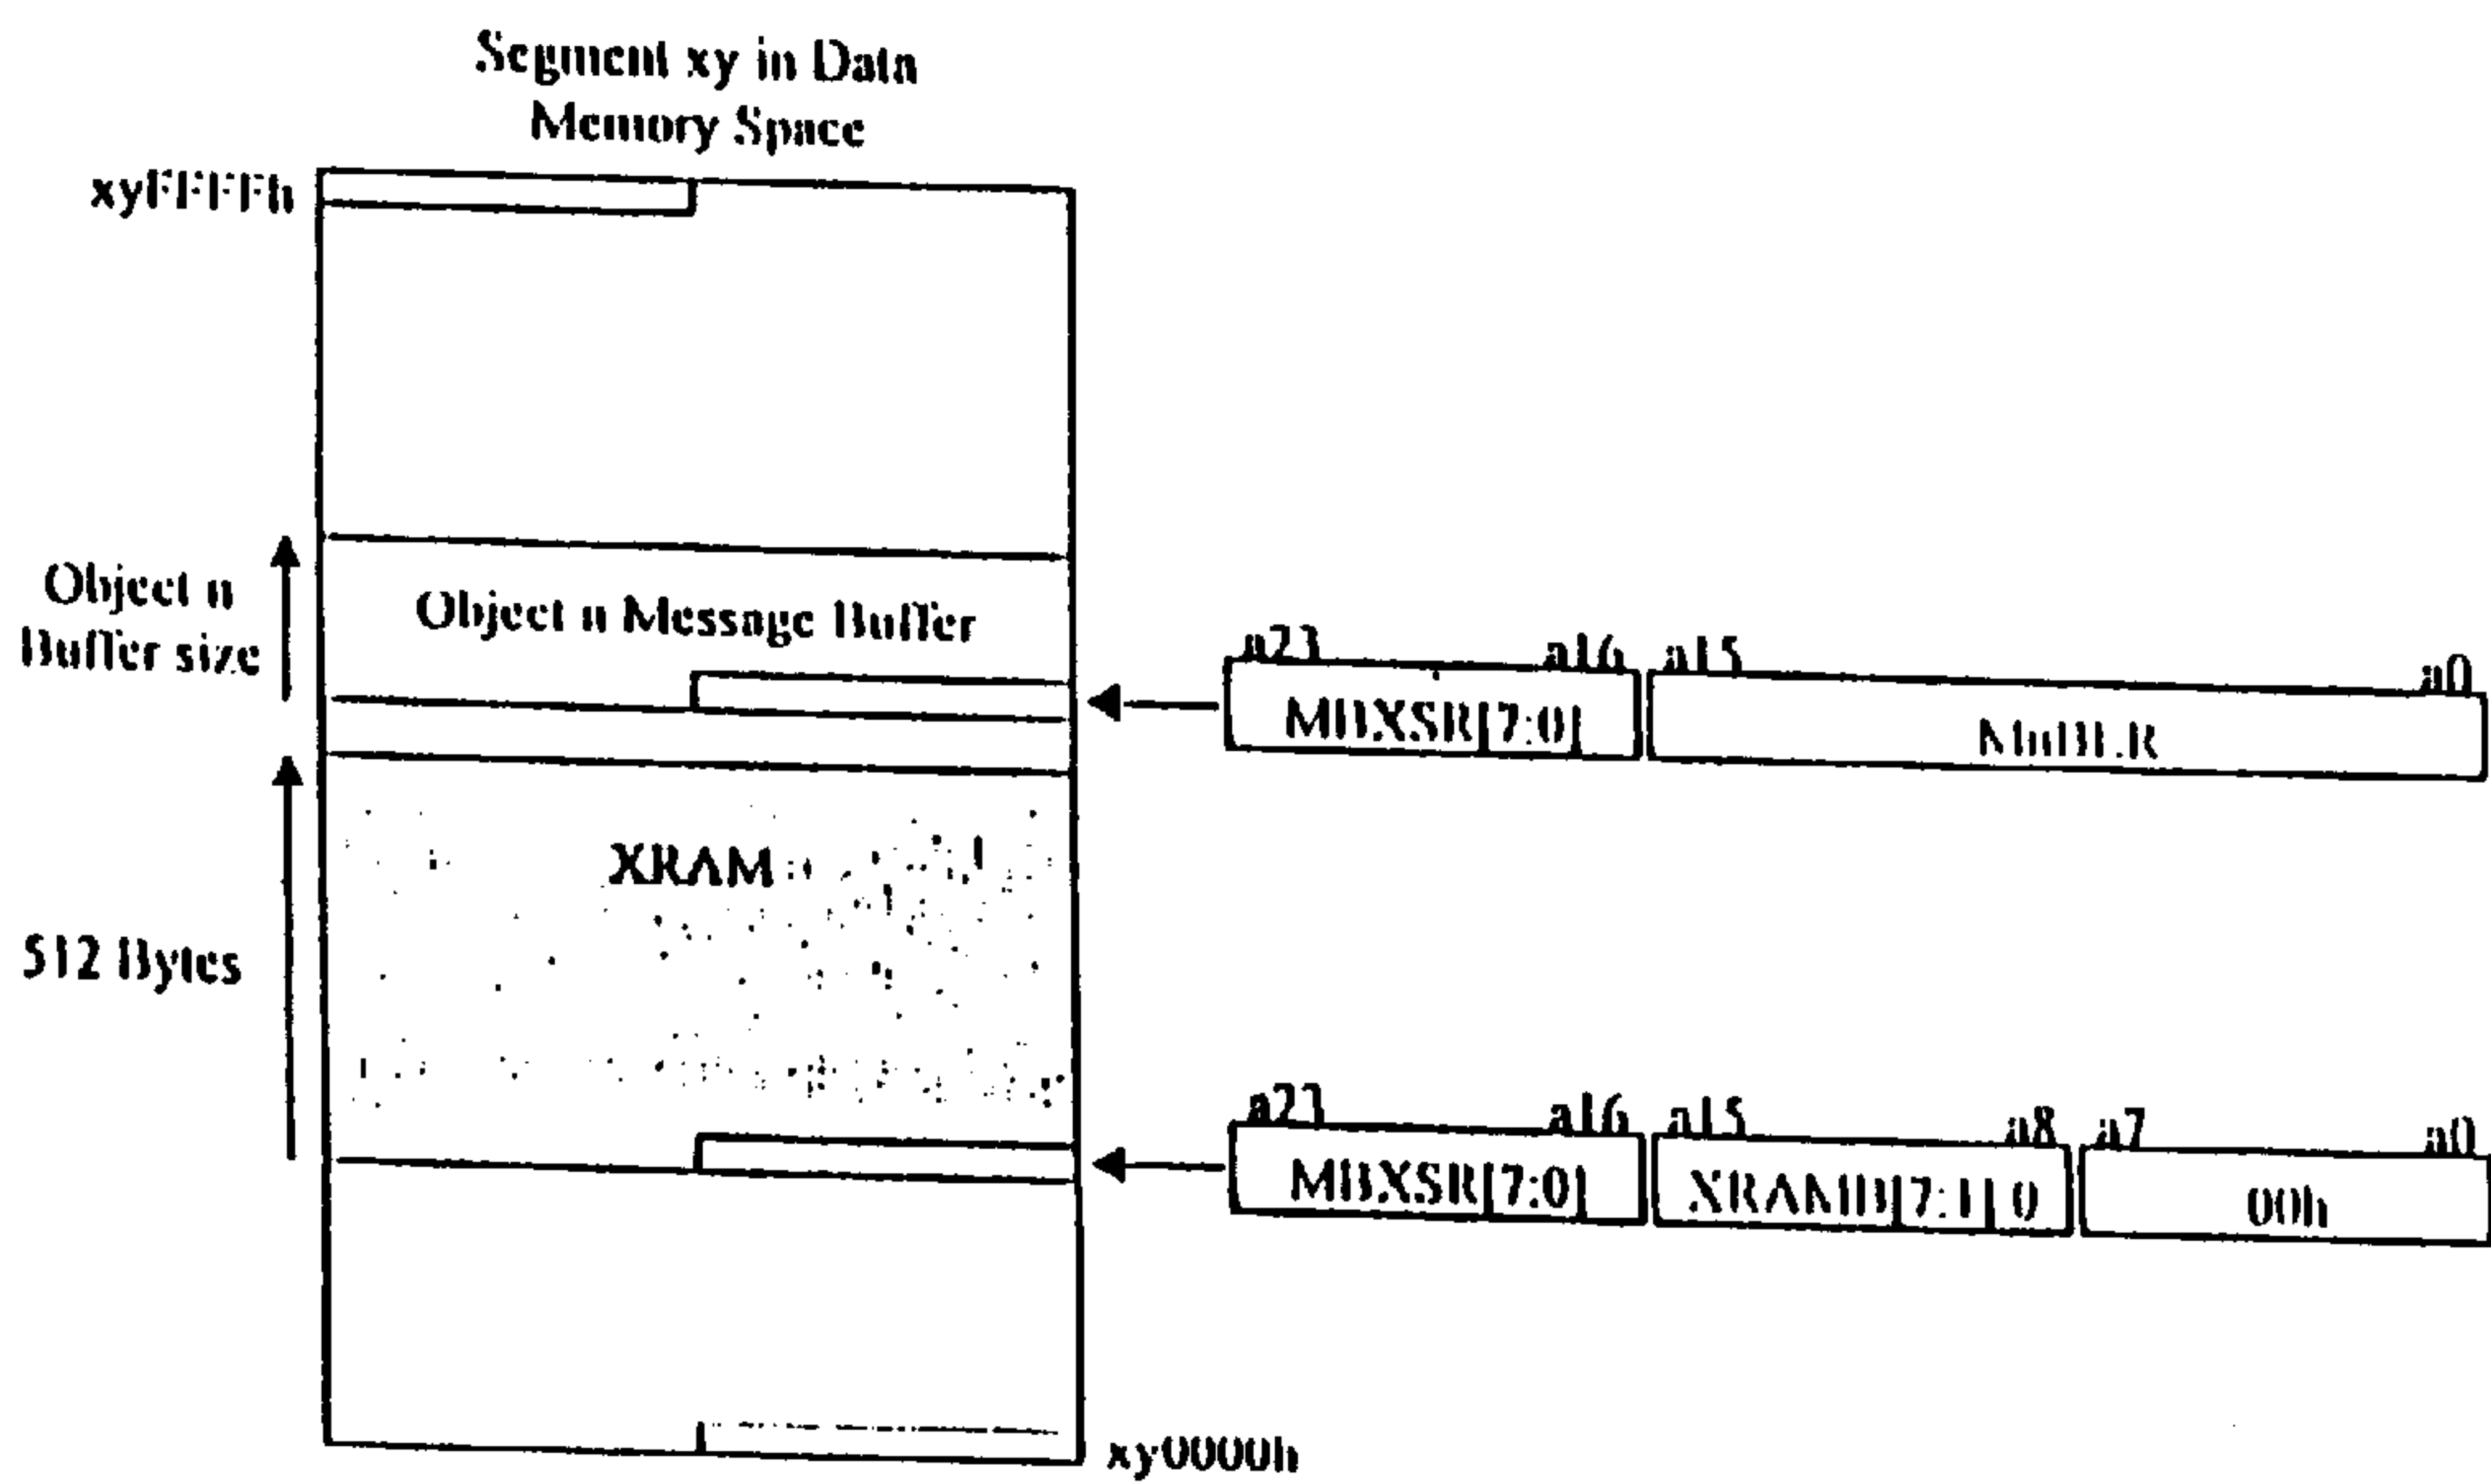 Segment xy in Data
Memory Space
xyFFFFh
Object n
Buffer size
Object n Message Buffer
a23 a16 a15 a0
MBXSR[7:0] MnBLR
XRAM
512 Bytes
a23 a16 a15 a8 a7 a0
MBXSR[7:0] XRAMB[7:1] 0 00h
xy0000h